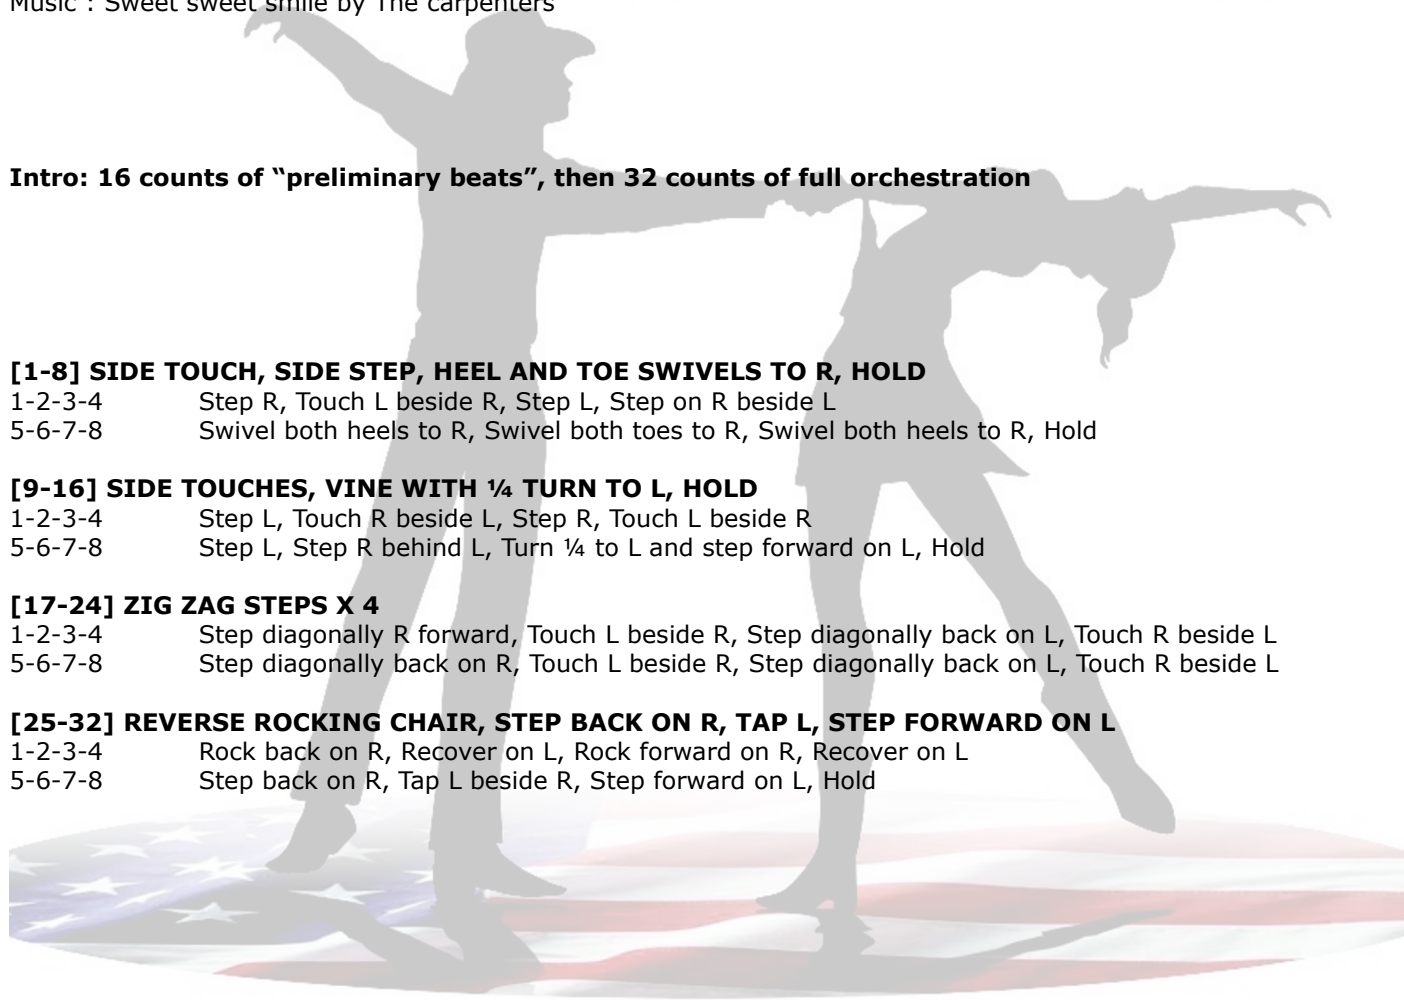 Music : Sweet sweet smile by The carpenters
Intro: 16 counts of “preliminary beats”, then 32 counts of full orchestration
[1-8] SIDE TOUCH, SIDE STEP, HEEL AND TOE SWIVELS TO R, HOLD
1-2-3-4 Step R, Touch L beside R, Step L, Step on R beside L
5-6-7-8 Swivel both heels to R, Swivel both toes to R, Swivel both heels to R, Hold
[9-16] SIDE TOUCHES, VINE WITH ¼ TURN TO L, HOLD
1-2-3-4 Step L, Touch R beside L, Step R, Touch L beside R
5-6-7-8 Step L, Step R behind L, Turn ¼ to L and step forward on L, Hold
[17-24] ZIG ZAG STEPS X 4
1-2-3-4 Step diagonally R forward, Touch L beside R, Step diagonally back on L, Touch R beside L
5-6-7-8 Step diagonally back on R, Touch L beside R, Step diagonally back on L, Touch R beside L
[25-32] REVERSE ROCKING CHAIR, STEP BACK ON R, TAP L, STEP FORWARD ON L
1-2-3-4 Rock back on R, Recover on L, Rock forward on R, Recover on L
5-6-7-8 Step back on R, Tap L beside R, Step forward on L, Hold